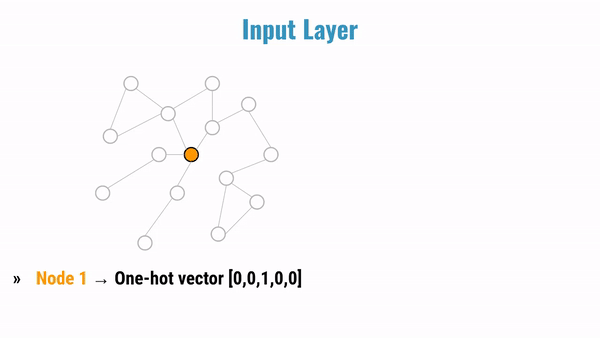 Input Layer
» Node 1 → One-hot vector [0,0,1,0,0]